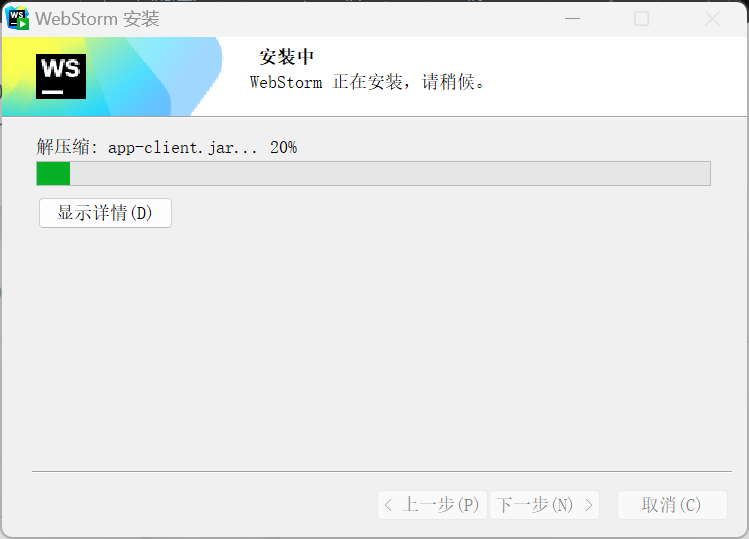 WebStorm 安装
WS
安装中
WebStorm 正在安装，请稍候。
解压缩: app-client.jar... 20%
显示详情(D)
< 上一步(P) 下一步(N) > 取消(C)